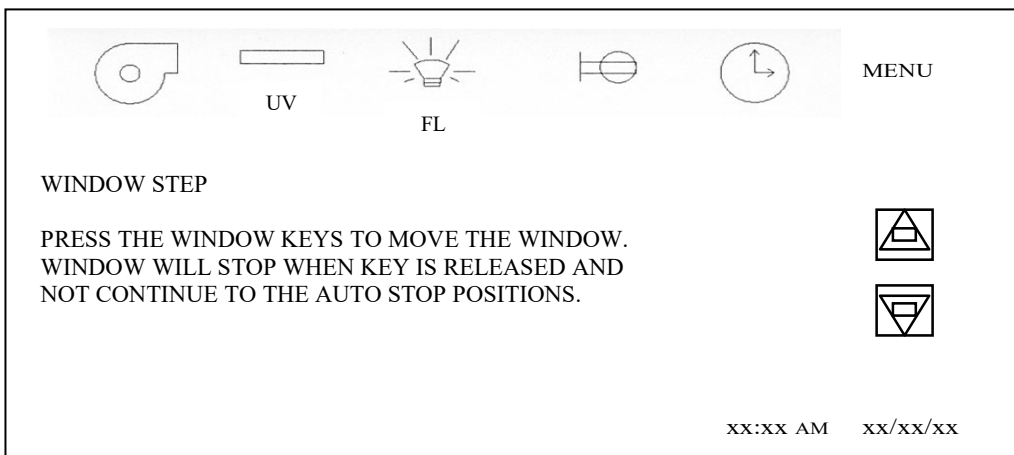 MENU
UV
FL
WINDOW STEP
PRESS THE WINDOW KEYS TO MOVE THE WINDOW.
WINDOW WILL STOP WHEN KEY IS RELEASED AND
NOT CONTINUE TO THE AUTO STOP POSITIONS.
xx:xx AM xx/xx/xx